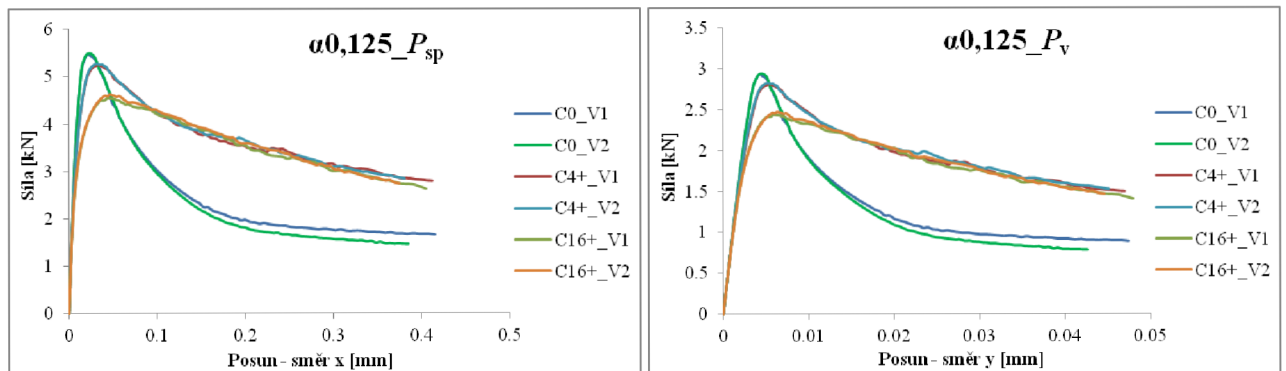 α0,125_Psp
Síla [kN]
6
5
4
3
2
1
0
0
0.1
0.2
0.3
0.4
0.5
Posun - směr x [mm]
C0_V1
C0_V2
C4+_V1
C4+_V2
C16+_V1
C16+_V2
α0,125_Pv
Síla [kN]
3.5
3
2.5
2
1.5
1
0.5
0
0
0.01
0.02
0.03
0.04
0.05
Posun - směr y [mm]
C0_V1
C0_V2
C4+_V1
C4+_V2
C16+_V1
C16+_V2